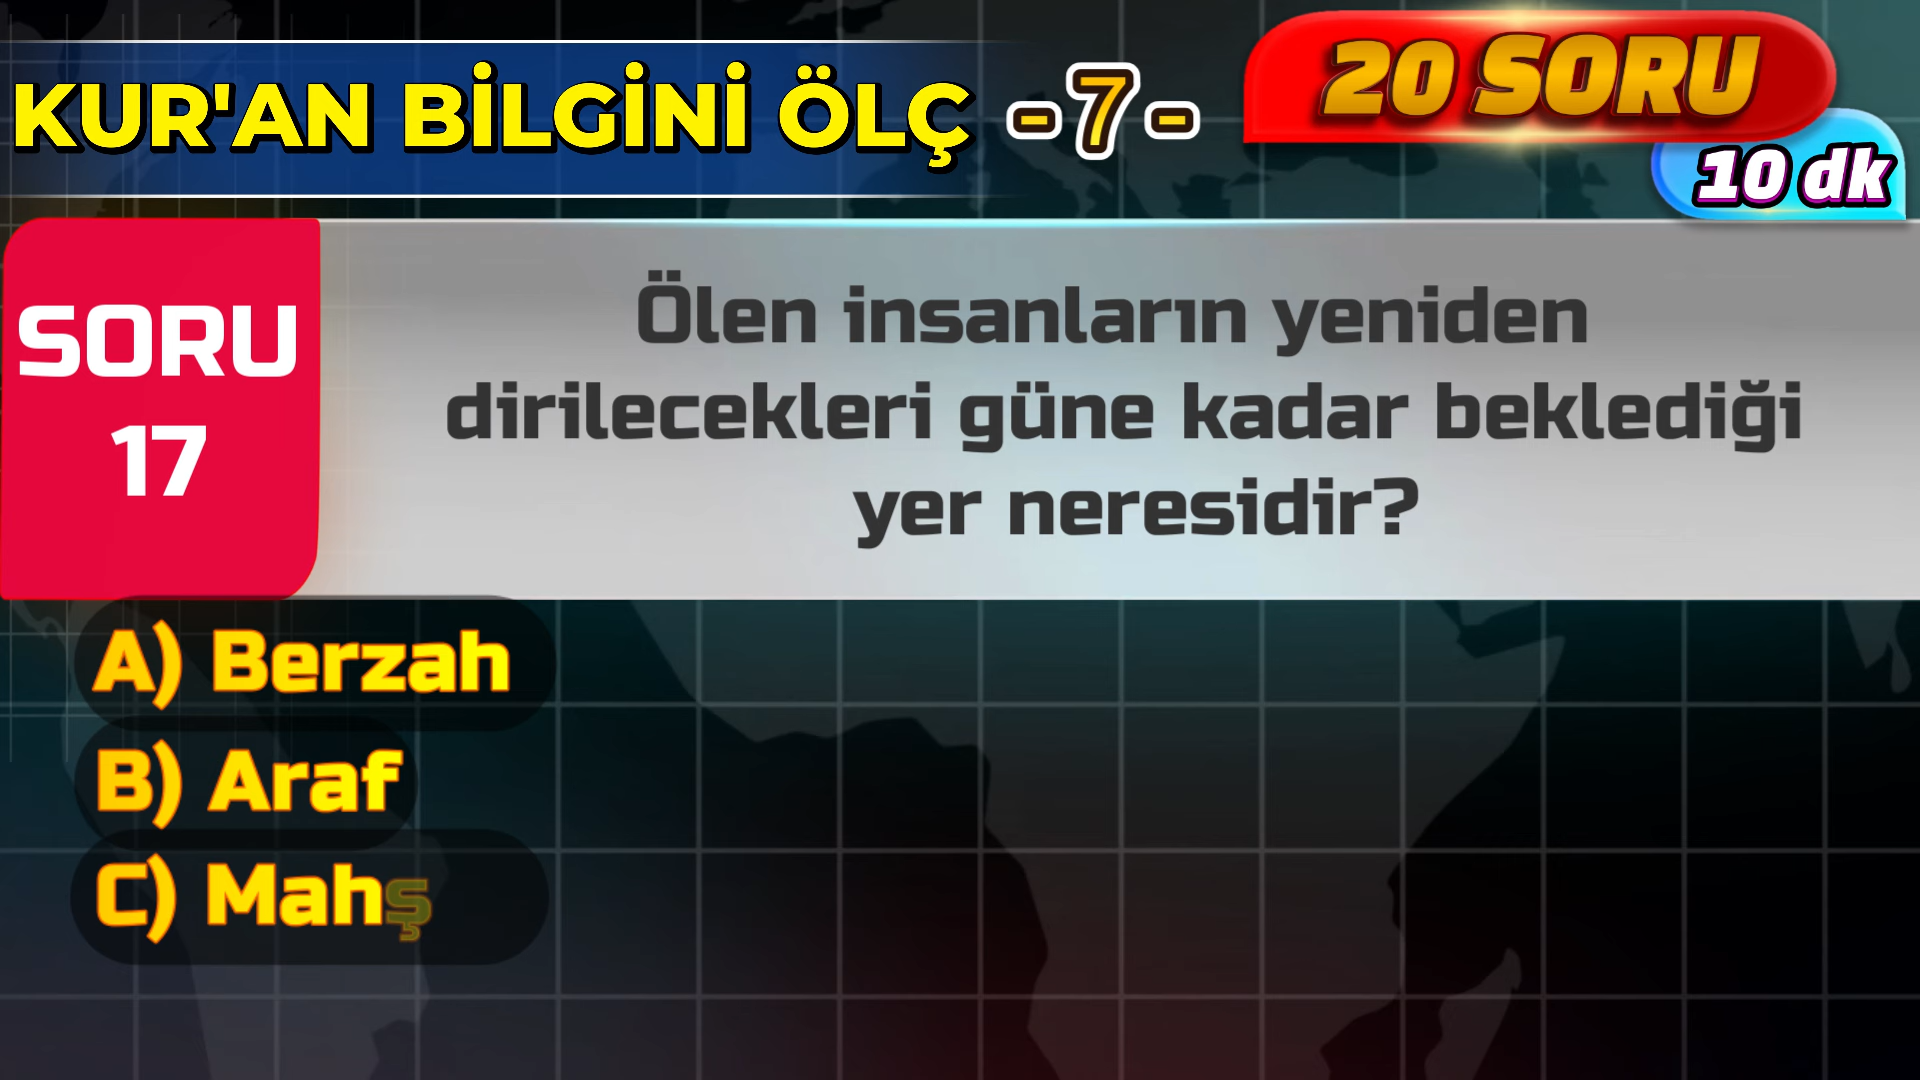 KUR'AN BİLGİNİ ÖLÇ -7-
20 SORU
10 dk
SORU
17
Ölen insanların yeniden
dirilecekleri güne kadar beklediği
yer neresidir?
A) Berzah
B) Araf
C) Mahş